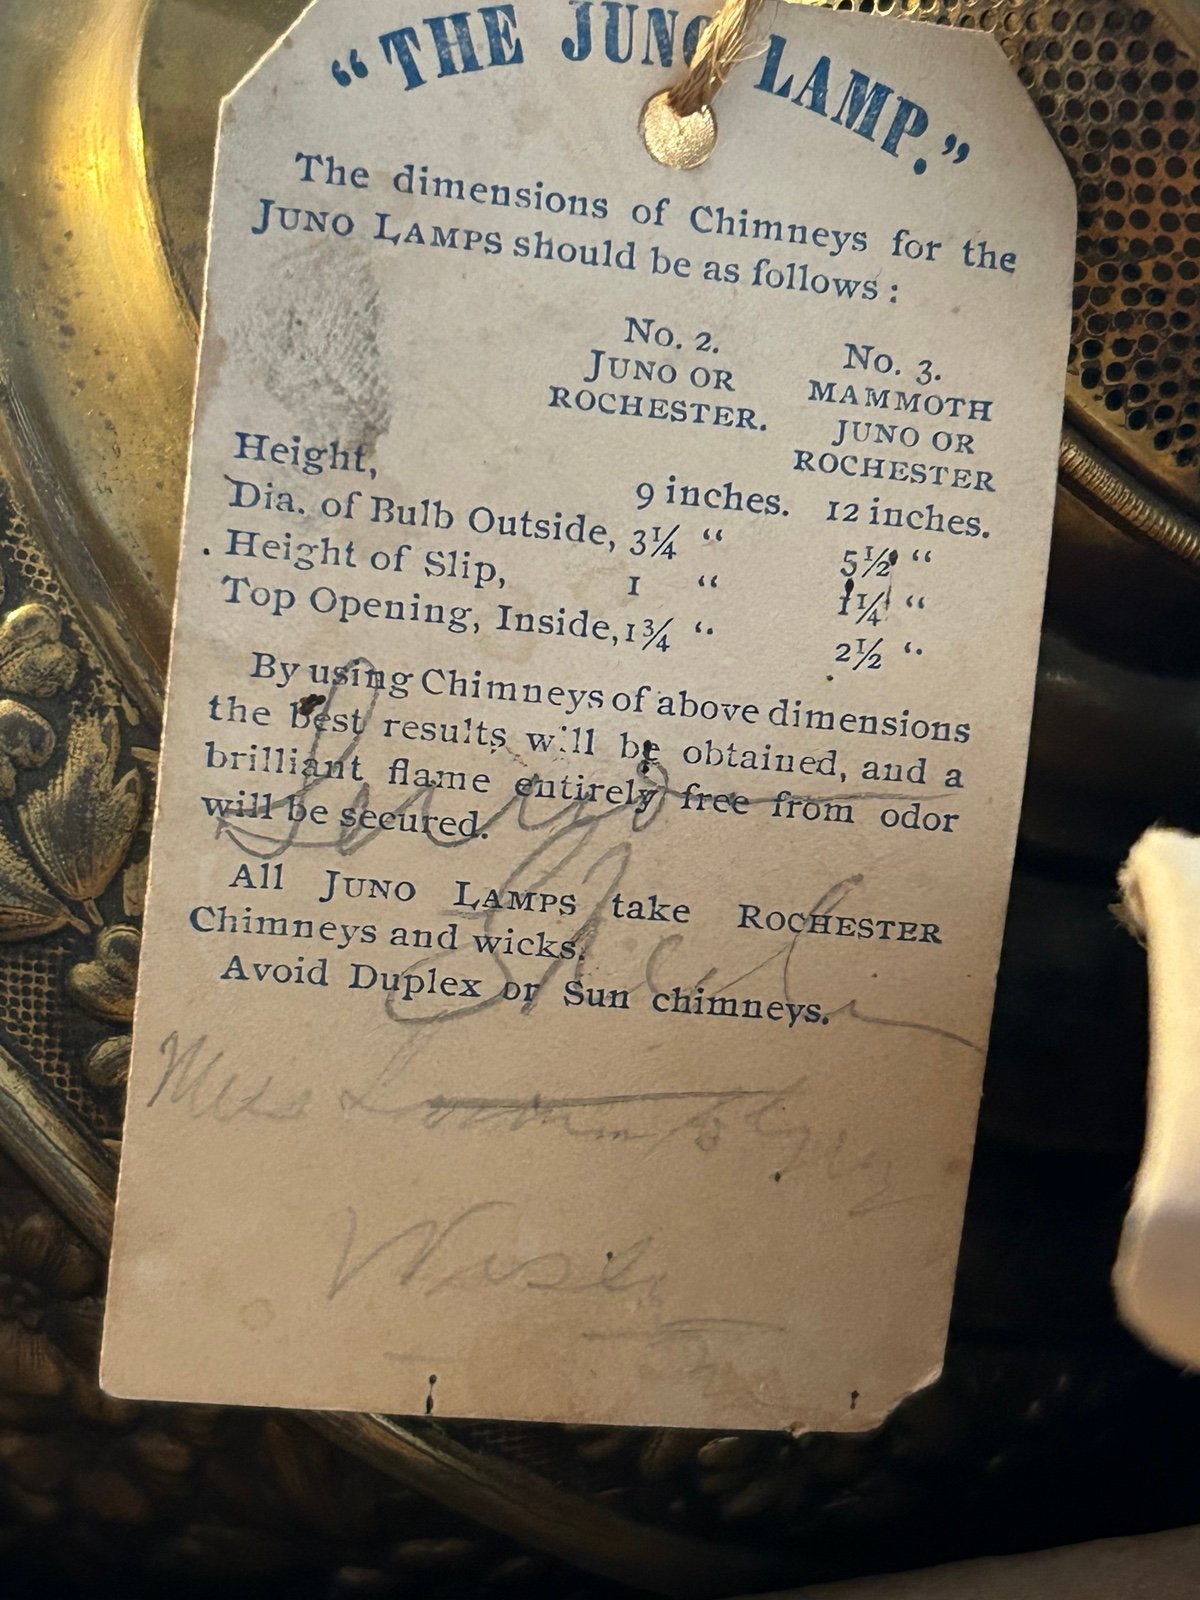 “THE JUNO LAMP.”
The dimensions of Chimneys for the
JUNO LAMPS should be as follows :
No. 2. No. 3.
JUNO OR MAMMOTH
ROCHESTER. JUNO OR
ROCHESTER
Height, 9 inches. 12 inches.
Dia. of Bulb Outside, 3¼ “ 5½ “
Height of Slip, 1 “ 1¼ “
Top Opening, Inside, 1¾ “ 2½ “
By using Chimneys of above dimensions
the best results will be obtained, and a
brilliant flame entirely free from odor
will be secured.
All JUNO LAMPS take ROCHESTER
Chimneys and wicks.
Avoid Duplex or Sun chimneys.